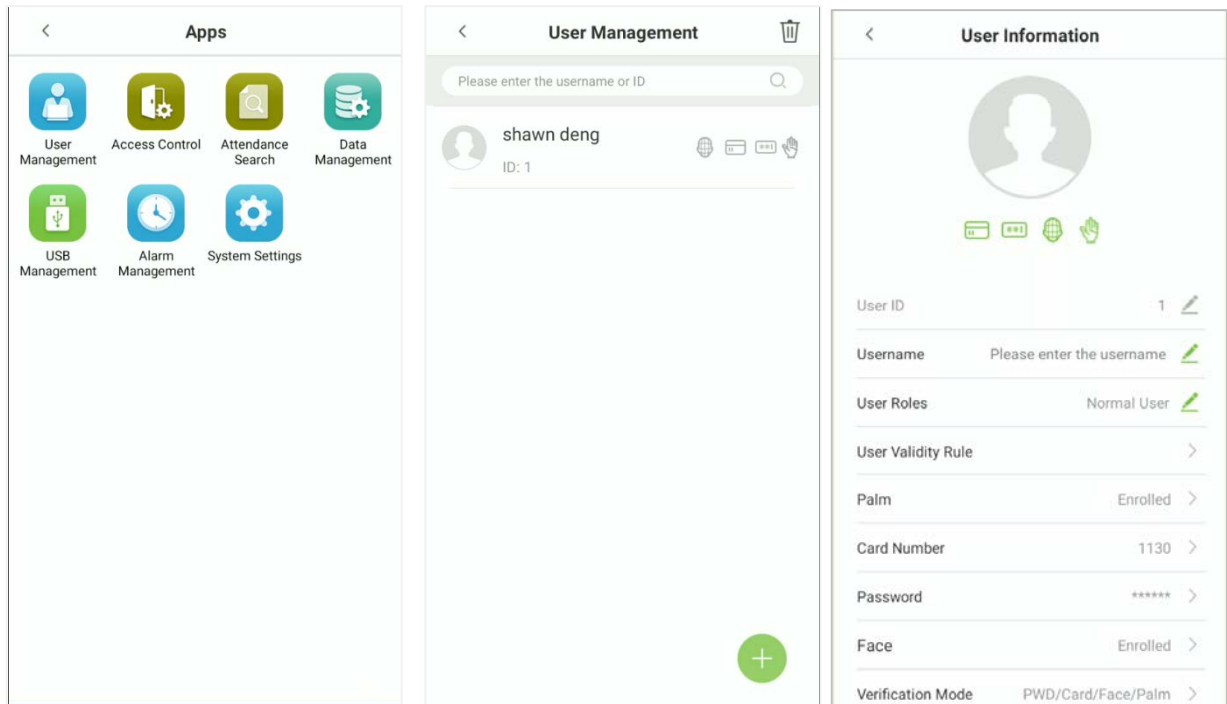 Apps
User
Management
Access Control
Attendance
Search
Data
Management
USB
Management
Alarm
Management
System Settings
User Management
Please enter the username or ID
shawn deng
ID: 1
User Information
User ID 1
Username Please enter the username
User Roles Normal User
User Validity Rule
Palm Enrolled
Card Number 1130
Password ******
Face Enrolled
Verification Mode PWD/Card/Face/Palm